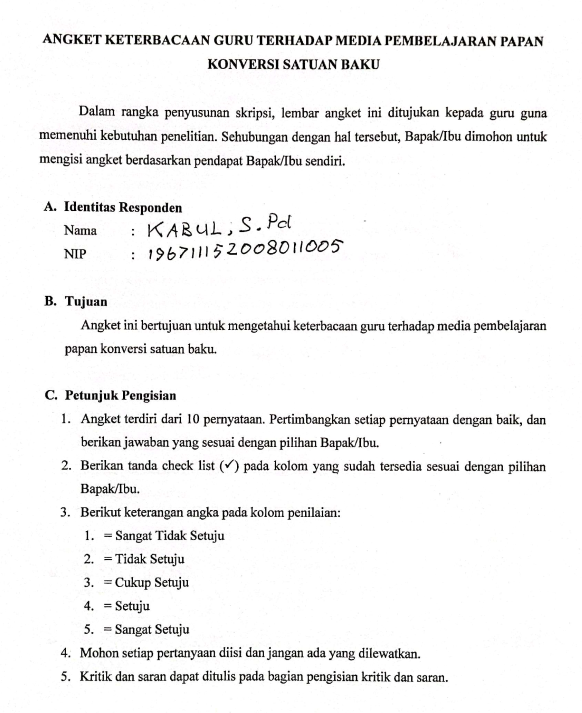 ANGKET KETERBACAAN GURU TERHADAP MEDIA PEMBELAJARAN PAPAN
KONVERSI SATUAN BAKU
Dalam rangka penyusunan skripsi, lembar angket ini ditujukan kepada guru guna
memenuhi kebutuhan penelitian. Sehubungan dengan hal tersebut, Bapak/Ibu dimohon untuk
mengisi angket berdasarkan pendapat Bapak/Ibu sendiri.
A. Identitas Responden
Nama : KABUL, S.Pd
NIP : 196711152008011005
B. Tujuan
Angket ini bertujuan untuk mengetahui keterbacaan guru terhadap media pembelajaran
papan konversi satuan baku.
C. Petunjuk Pengisian
1. Angket terdiri dari 10 pernyataan. Pertimbangkan setiap pernyataan dengan baik, dan
berikan jawaban yang sesuai dengan pilihan Bapak/Ibu.
2. Berikan tanda check list (✓) pada kolom yang sudah tersedia sesuai dengan pilihan
Bapak/Ibu.
3. Berikut keterangan angka pada kolom penilaian:
1. = Sangat Tidak Setuju
2. = Tidak Setuju
3. = Cukup Setuju
4. = Setuju
5. = Sangat Setuju
4. Mohon setiap pertanyaan diisi dan jangan ada yang dilewatkan.
5. Kritik dan saran dapat ditulis pada bagian pengisian kritik dan saran.